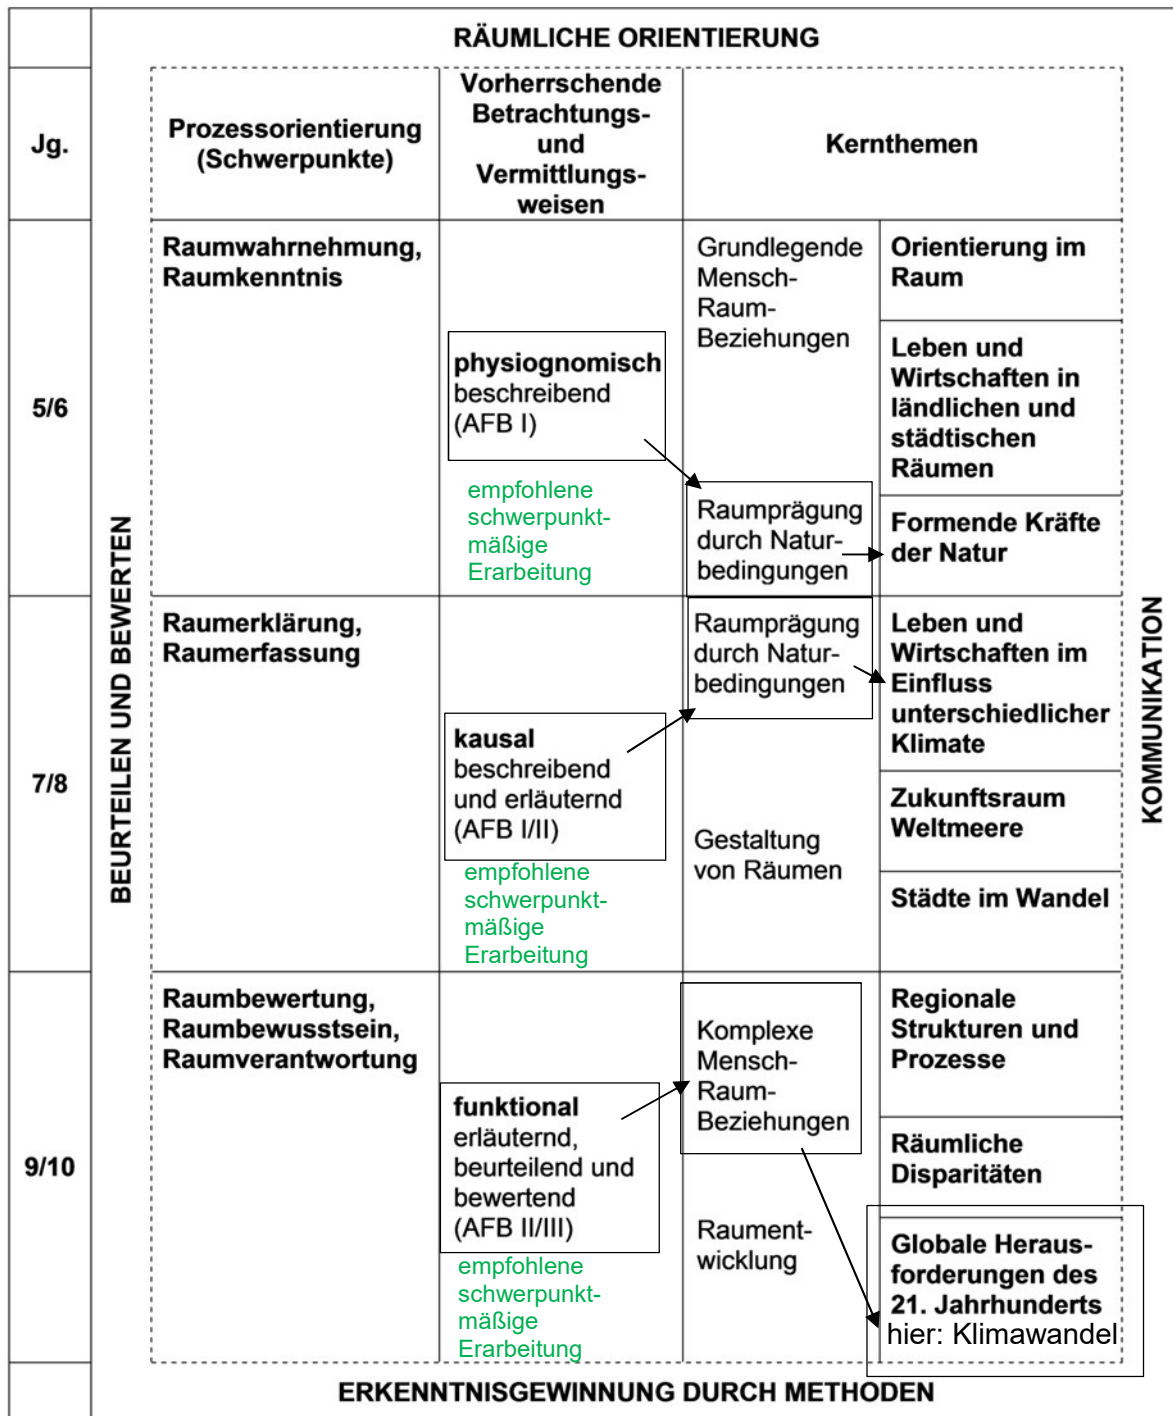 RÄUMLICHE ORIENTIERUNG
Jg.
Prozessorientierung
(Schwerpunkte)
Vorherrschende
Betrachtungs-
und
Vermittlungs-
weisen
Kernthemen
BEURTEILEN UND BEWERTEN
KOMMUNIKATION
5/6
Raumwahrnehmung,
Raumkenntnis
physiognomisch
beschreibend
(AFB I)
empfohlene
schwerpunkt-
mäßige
Erarbeitung
Grundlegende
Mensch-
Raum-
Beziehungen
Raumprägung
durch Natur-
bedingungen
Orientierung im
Raum
Leben und
Wirtschaften in
ländlichen und
städtischen
Räumen
Formende Kräfte
der Natur
7/8
Raumerklärung,
Raumerfassung
kausal
beschreibend
und erläuternd
(AFB I/II)
empfohlene
schwerpunkt-
mäßige
Erarbeitung
Raumprägung
durch Natur-
bedingungen
Gestaltung
von Räumen
Leben und
Wirtschaften im
Einfluss
unterschiedlicher
Klimate
Zukunftsraum
Weltmeere
Städte im Wandel
9/10
Raumbewertung,
Raumbewusstsein,
Raumverantwortung
funktional
erläuternd,
beurteilend und
bewertend
(AFB II/III)
empfohlene
schwerpunkt-
mäßige
Erarbeitung
Komplexe
Mensch-
Raum-
Beziehungen
Raument-
wicklung
Regionale
Strukturen und
Prozesse
Räumliche
Disparitäten
Globale Heraus-
forderungen des
21. Jahrhunderts
hier: Klimawandel
ERKENNTNISGEWINNUNG DURCH METHODEN